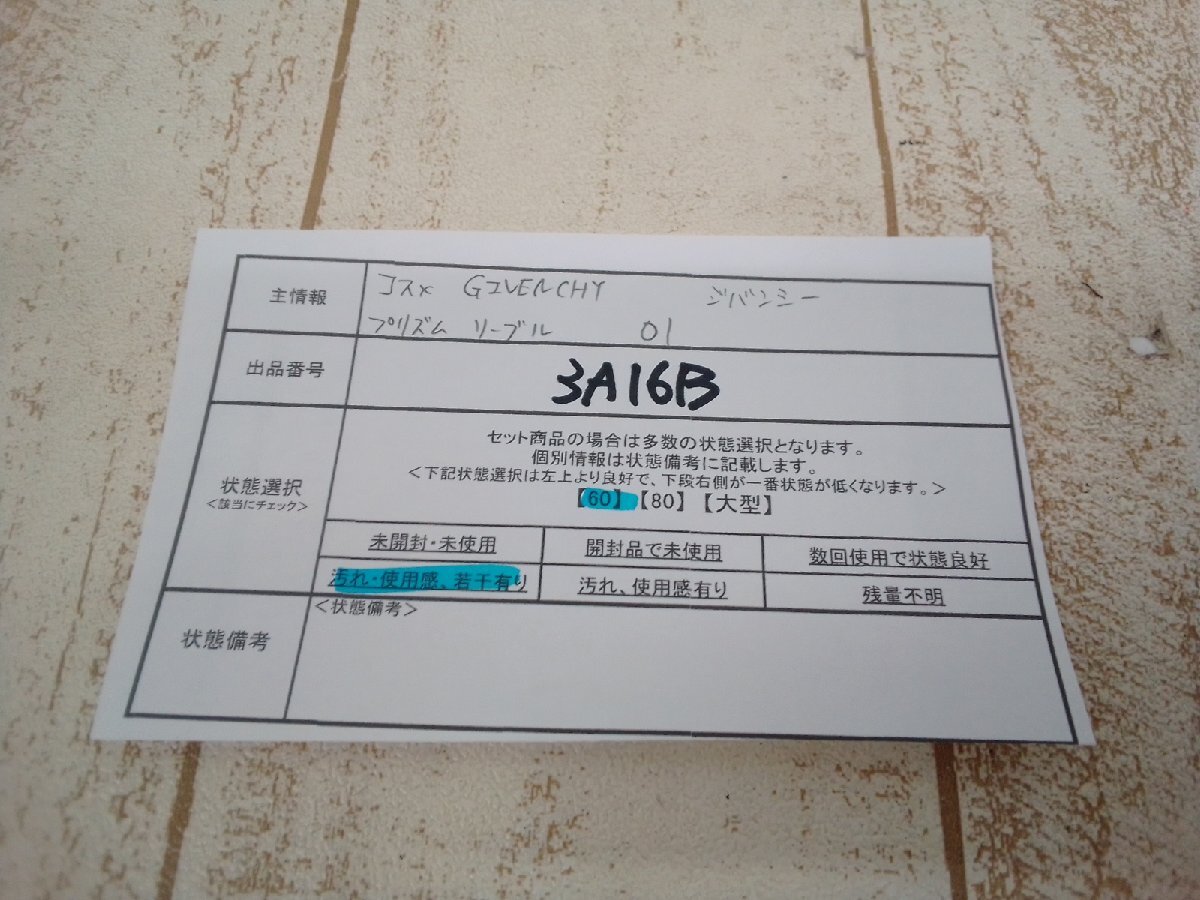 主情報
コスメ GIVENCHY ジバンシー
プリズム リーブル 01
出品番号
3A16B
状態選択
<該当にチェック>
セット商品の場合は多数の状態選択となります。
個別情報は状態備考に記載します。
<下記状態選択は左上より良好で、下段右側が一番状態が低くなります。>
【60】【80】【大型】
未開封・未使用 開封品で未使用 数回使用で状態良好
汚れ・使用感、若干有り 汚れ、使用感有り 残量不明
状態備考
<状態備考>